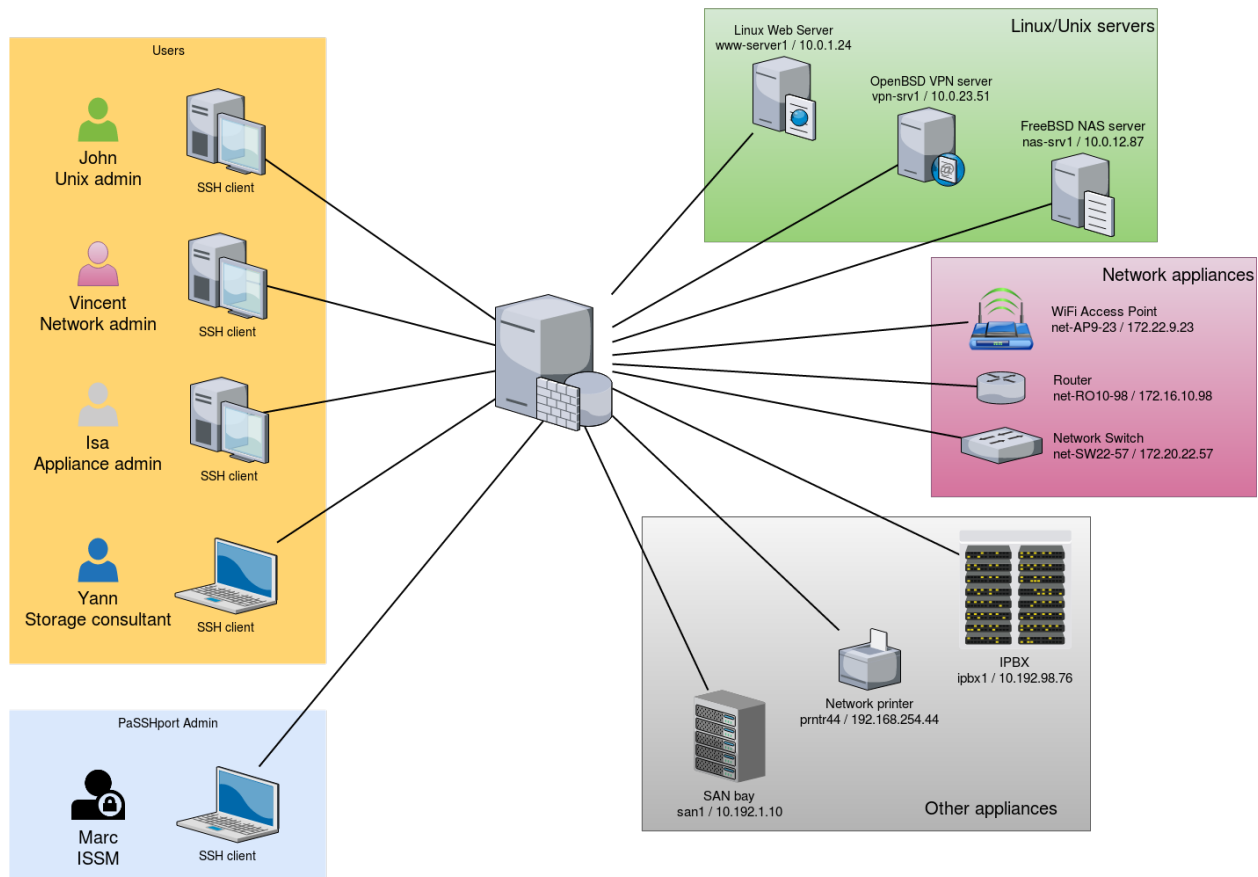 Users
John
Unix admin
SSH client
Vincent
Network admin
SSH client
Isa
Appliance admin
SSH client
Yann
Storage consultant
SSH client
PaSSHport Admin
Marc
ISSM
SSH client
Linux/Unix servers
Linux Web Server
www-server1 / 10.0.1.24
OpenBSD VPN server
vpn-srv1 / 10.0.23.51
FreeBSD NAS server
nas-srv1 / 10.0.12.87
Network appliances
WiFi Access Point
net-AP9-23 / 172.22.9.23
Router
net-RO10-98 / 172.16.10.98
Network Switch
net-SW22-57 / 172.20.22.57
IPBX
ipbx1 / 10.192.98.76
Network printer
prntr44 / 192.168.254.44
SAN bay
san1 / 10.192.1.10
Other appliances